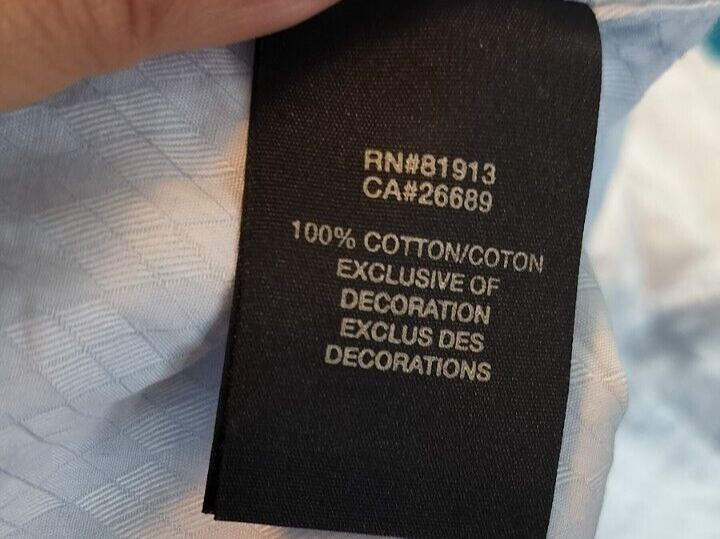 RN#81913
CA#26689
100% COTTON/COTON
EXCLUSIVE OF
DECORATION
EXCLUS DES
DECORATIONS